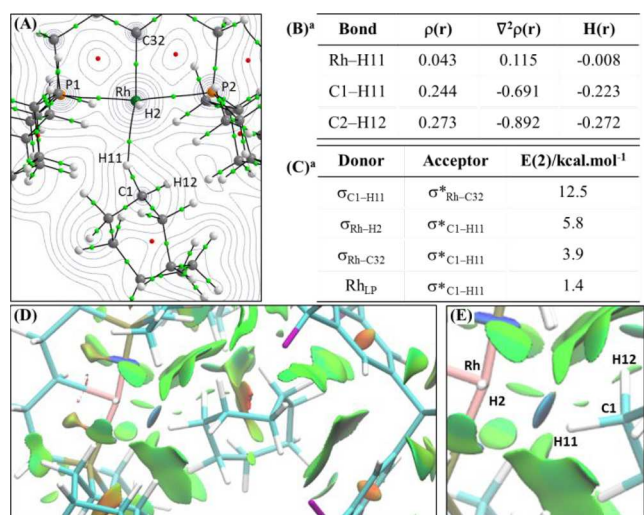 (A)
C32
P1
Rh
P2
H2
H11
C1
H12
(B)ᵃ Bond ρ(r) ∇²ρ(r) H(r)
Rh–H11 0.043 0.115 -0.008
C1–H11 0.244 -0.691 -0.223
C2–H12 0.273 -0.892 -0.272
(C)ᵃ Donor Acceptor E(2)/kcal.mol⁻¹
σC1–H11 σ*Rh–C32 12.5
σRh–H2 σ*C1–H11 5.8
σRh–C32 σ*C1–H11 3.9
RhLP σ*C1–H11 1.4
(D)
(E)
Rh
H12
H2
C1
H11